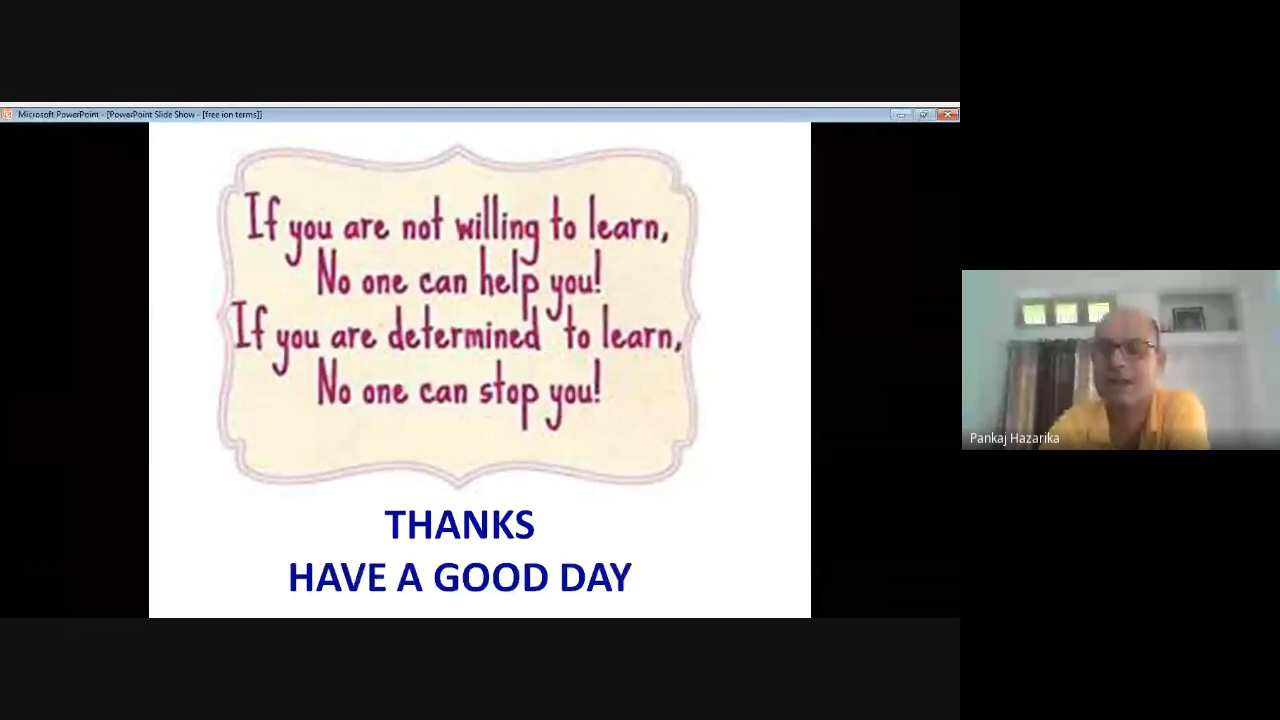 Microsoft PowerPoint - [PowerPoint Slide Show - [free ion terms]]
If you are not willing to learn,
No one can help you!
If you are determined to learn,
No one can stop you!
THANKS
HAVE A GOOD DAY
Pankaj Hazarika